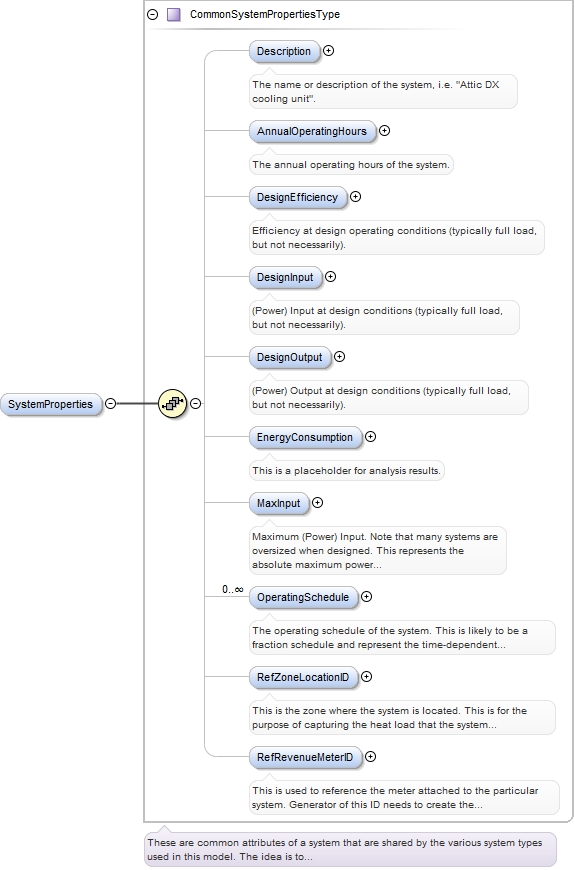 CommonSystemPropertiesType
Description
The name or description of the system, i.e. "Attic DX
cooling unit".
AnnualOperatingHours
The annual operating hours of the system.
DesignEfficiency
Efficiency at design operating conditions (typically full load,
but not necessarily).
DesignInput
(Power) Input at design conditions (typically full load,
but not necessarily).
DesignOutput
(Power) Output at design conditions (typically full load,
but not necessarily).
SystemProperties
EnergyConsumption
This is a placeholder for analysis results.
MaxInput
Maximum (Power) Input. Note that many systems are
oversized when designed. This represents the
absolute maximum power...
0..∞
OperatingSchedule
The operating schedule of the system. This is likely to be a
fraction schedule and represent the time-dependent...
RefZoneLocationID
This is the zone where the system is located. This is for the
purpose of capturing the heat load that the system...
RefRevenueMeterID
This is used to reference the meter attached to the particular
system. Generator of this ID needs to create the...
These are common attributes of a system that are shared by the various system types
used in this model. The idea is to...